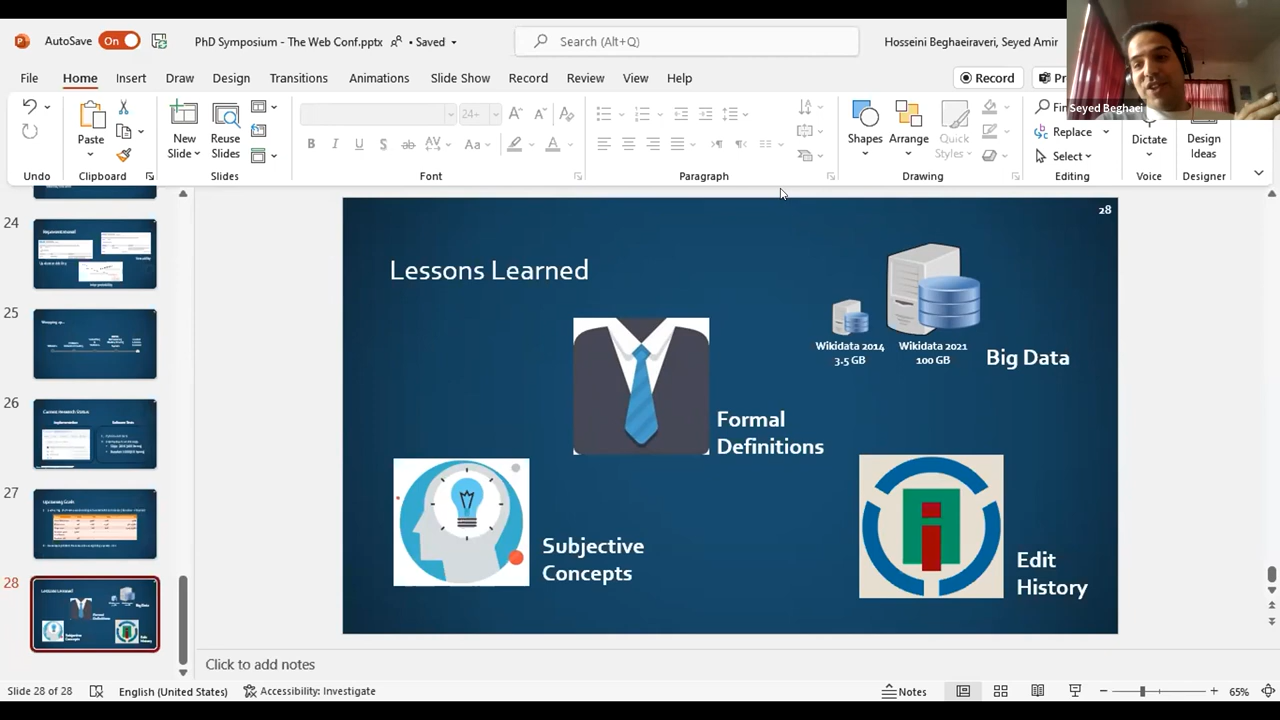 AutoSave On PhD Symposium - The Web Conf.pptx • Saved Search (Alt+Q) Hosseini Beghaeiraveri, Seyed Amir
File Home Insert Draw Design Transitions Animations Slide Show Record Review View Help Record
Seyed Beghaei
Undo
Paste
Clipboard
New Slide
Reuse Slides
Slides
24+
Font
Paragraph
Shapes
Arrange
Quick Styles
Drawing
Replace
Select
Editing
Dictate
Voice
Design Ideas
Designer
24
25
26
27
28
28
Lessons Learned
Wikidata 2014
3.5 GB
Wikidata 2021
100 GB
Big Data
Formal
Definitions
Subjective
Concepts
Edit
History
Click to add notes
Slide 28 of 28 English (United States) Accessibility: Investigate Notes 65%